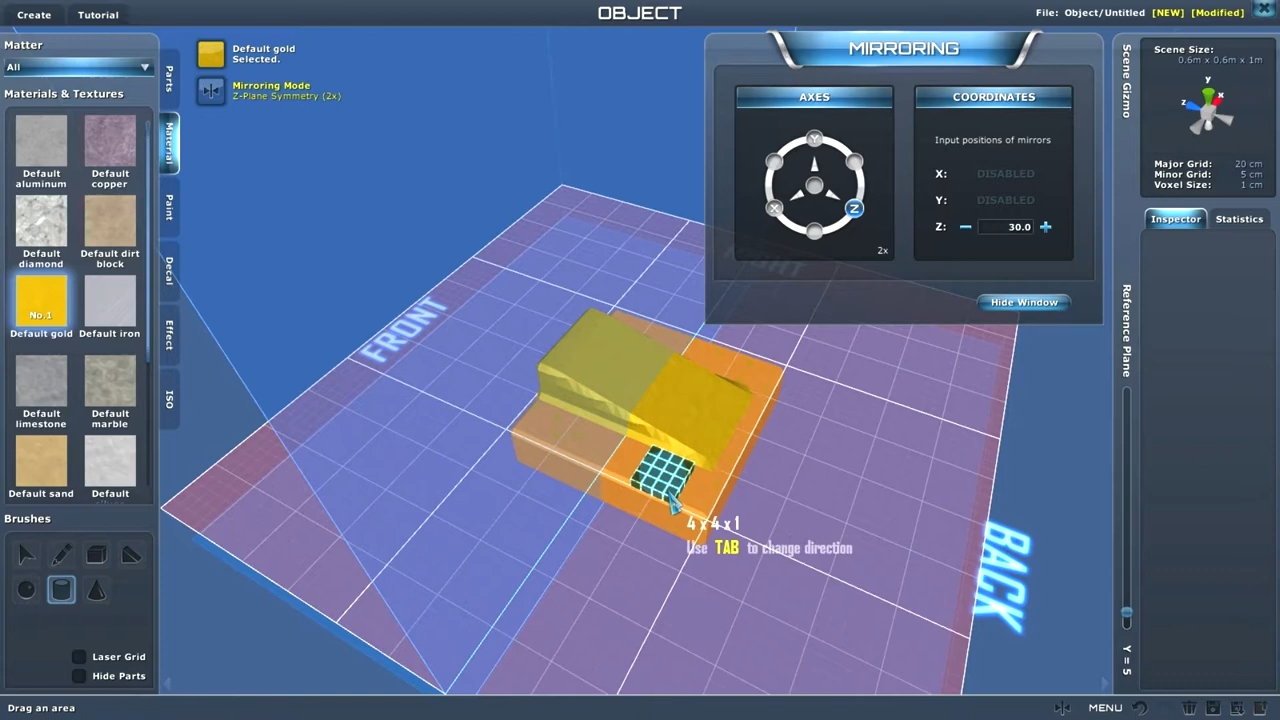 Create
Tutorial
OBJECT
File: Object/Untitled [NEW] [Modified]
Matter
All
Materials & Textures
Default aluminum
Default copper
Default diamond
Default dirt block
No.1
Default gold
Default iron
Default limestone
Default marble
Default sand
Default
Brushes
Laser Grid
Hide Parts
Parts
Material
Paint
Decal
Effect
ISO
Default gold
Selected.
Mirroring Mode
Z-Plane Symmetry (2x)
MIRRORING
AXES
Y
X
Z
2x
COORDINATES
Input positions of mirrors
X: DISABLED
Y: DISABLED
Z: 30.0
Hide Window
FRONT
BACK
4 x 4 x 1
Use TAB to change direction
Scene Gizmo
Scene Size:
0.6m x 0.6m x 1m
y
z
x
Major Grid: 20 cm
Minor Grid: 5 cm
Voxel Size: 1 cm
Inspector
Statistics
Reference Plane
Y = 5
Drag an area
MENU